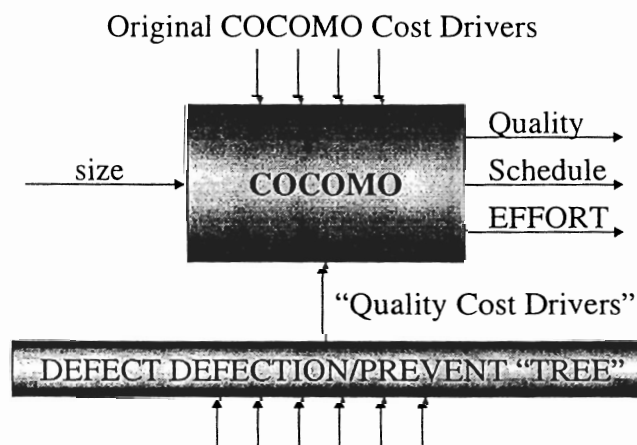 Original COCOMO Cost Drivers
size
COCOMO
Quality
Schedule
EFFORT
“Quality Cost Drivers”
DEFECT DEFECTION/PREVENT “TREE”